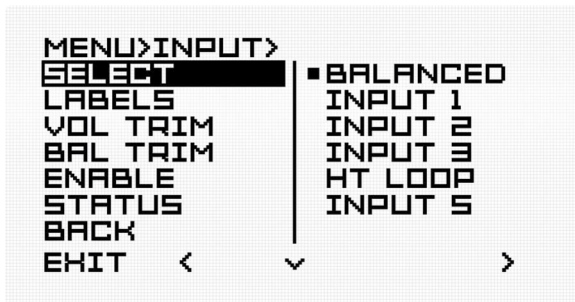 MENU>INPUT>
SELECT
LABELS
VOL TRIM
BAL TRIM
ENABLE
STATUS
BACK
BALANCED
INPUT 1
INPUT 2
INPUT 3
HT LOOP
INPUT 5
EXIT < >